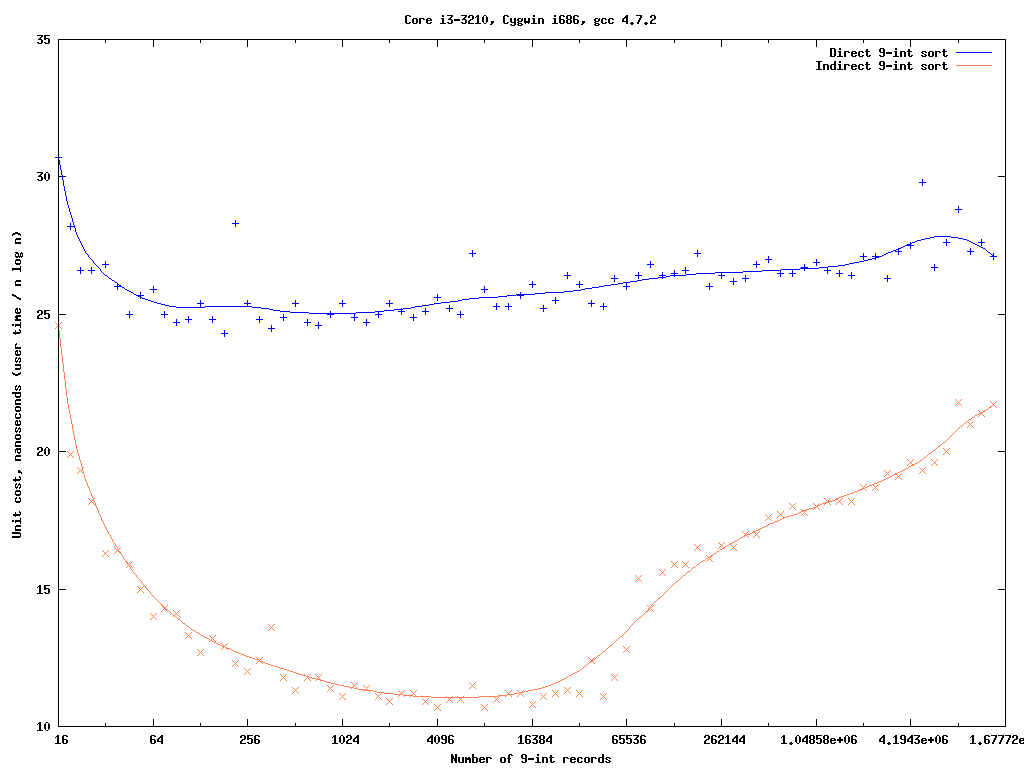 Core i3-3210, Cygwin i686, gcc 4.7.2
Direct 9-int sort
Indirect 9-int sort
35
30
25
20
15
10
Unit cost, nanoseconds (user time / n log n)
16 64 256 1024 4096 16384 65536 262144 1.04858e+06 4.1943e+06 1.67772e
Number of 9-int records